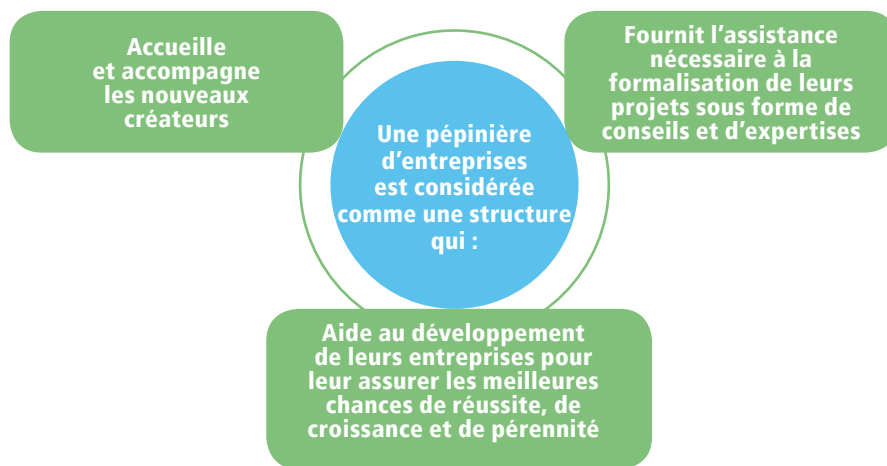 Accueille
et accompagne
les nouveaux
créateurs
Fournit l'assistance
nécessaire à la
formalisation de leurs
projets sous forme de
conseils et d'expertises
Une pépinière
d'entreprises
est considérée
comme une structure
qui :
Aide au développement
de leurs entreprises pour
leur assurer les meilleures
chances de réussite, de
croissance et de pérennité